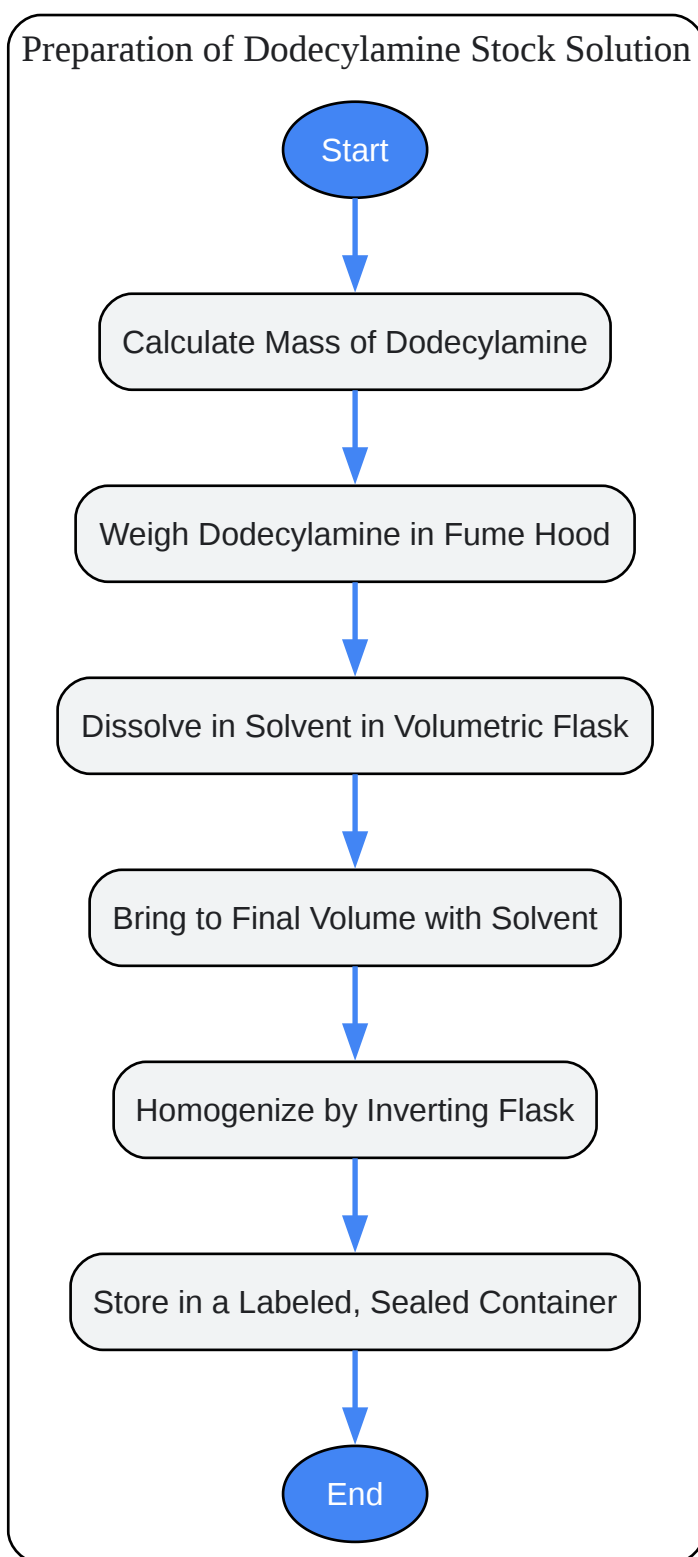 Preparation of Dodecylamine Stock Solution
Start
Calculate Mass of Dodecylamine
Weigh Dodecylamine in Fume Hood
Dissolve in Solvent in Volumetric Flask
Bring to Final Volume with Solvent
Homogenize by Inverting Flask
Store in a Labeled, Sealed Container
End